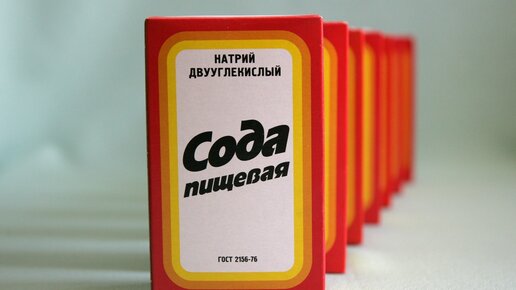 НАТРИЙ
ДВУУГЛЕКИСЛЫЙ
Сода
пищевая
ГОСТ 2156-76